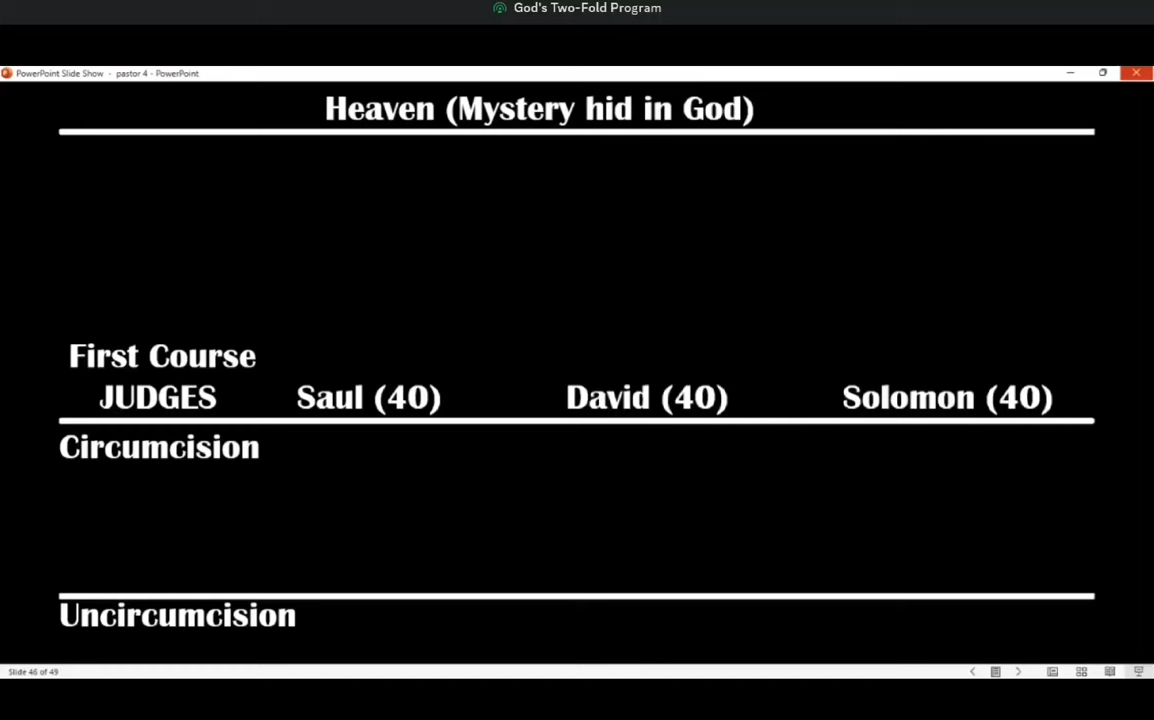 God's Two-Fold Program
PowerPoint Slide Show - pastor 4 - PowerPoint
Heaven (Mystery hid in God)
First Course
JUDGES Saul (40) David (40) Solomon (40)
Circumcision
Uncircumcision
Slide 46 of 49